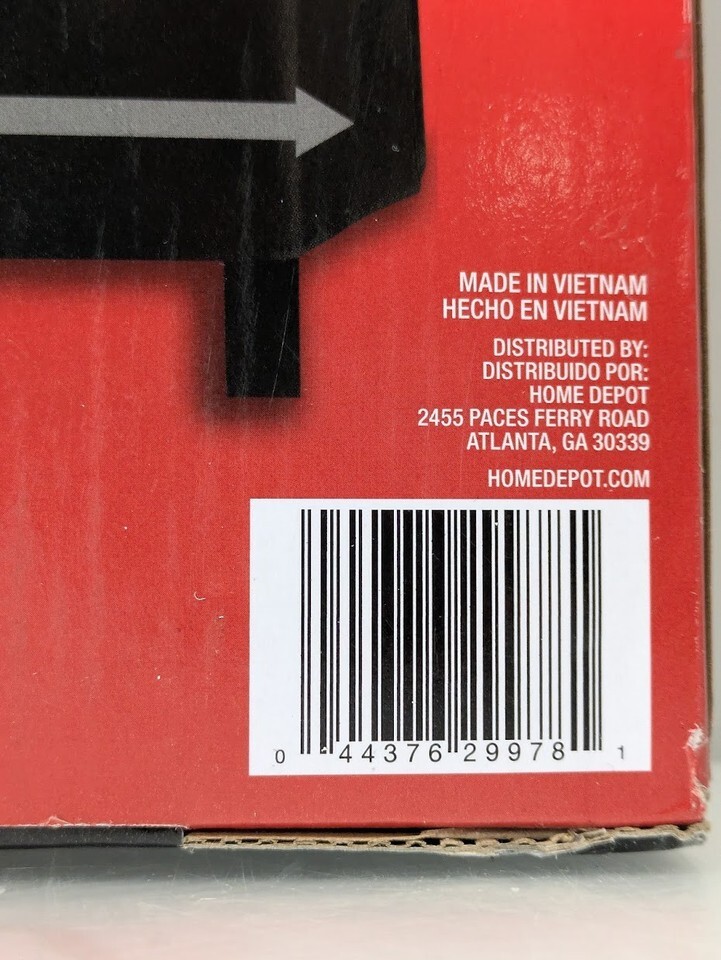 MADE IN VIETNAM
HECHO EN VIETNAM
DISTRIBUTED BY:
DISTRIBUIDO POR:
HOME DEPOT
2455 PACES FERRY ROAD
ATLANTA, GA 30339
HOMEDEPOT.COM
0 44376 29978 1